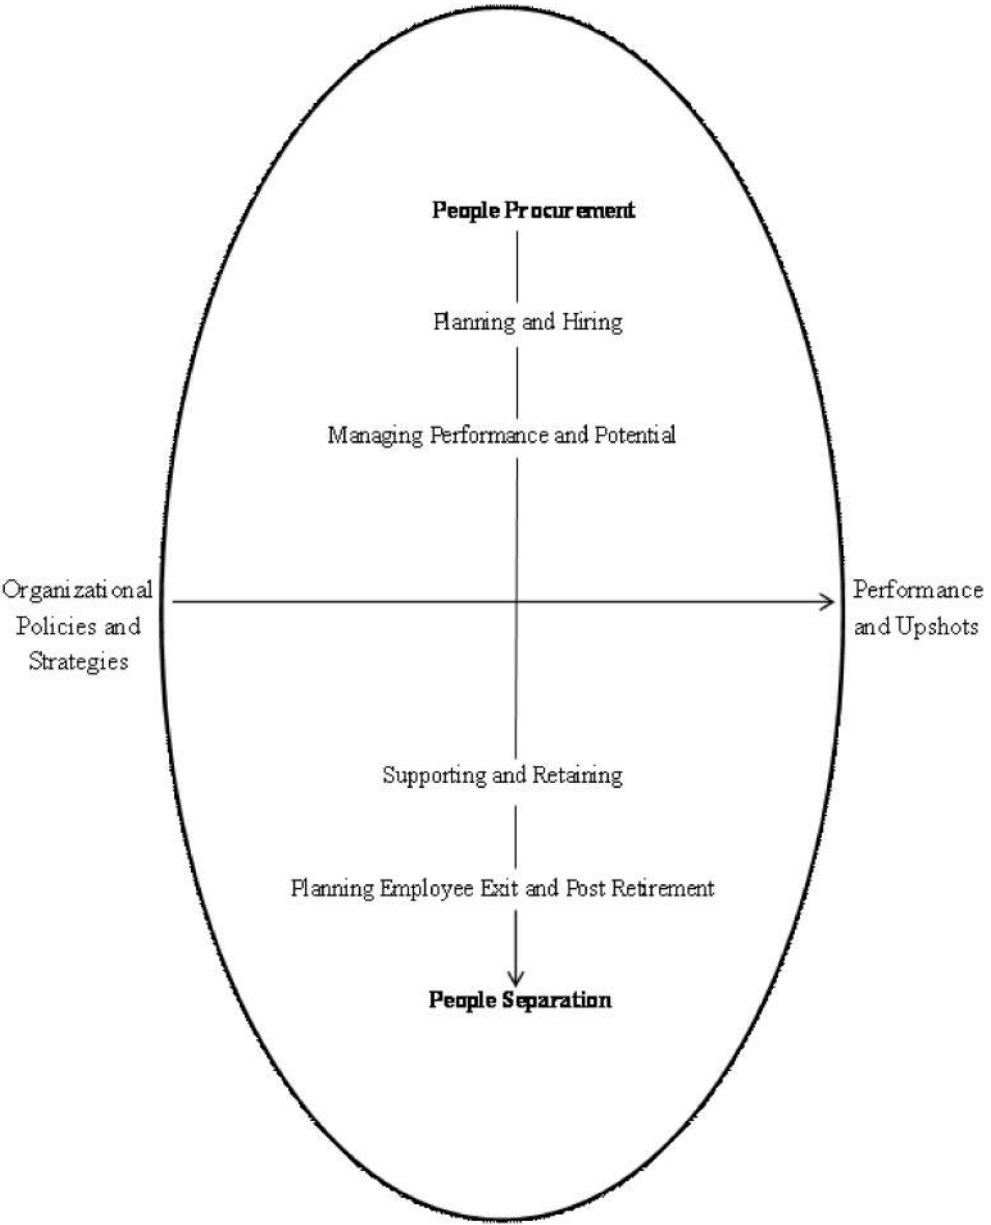 People Procurement
Planning and Hiring
Managing Performance and Potential
Organizational
Policies and
Strategies
Performance
and Upshots
Supporting and Retaining
Planning Employee Exit and Post Retirement
People Separation